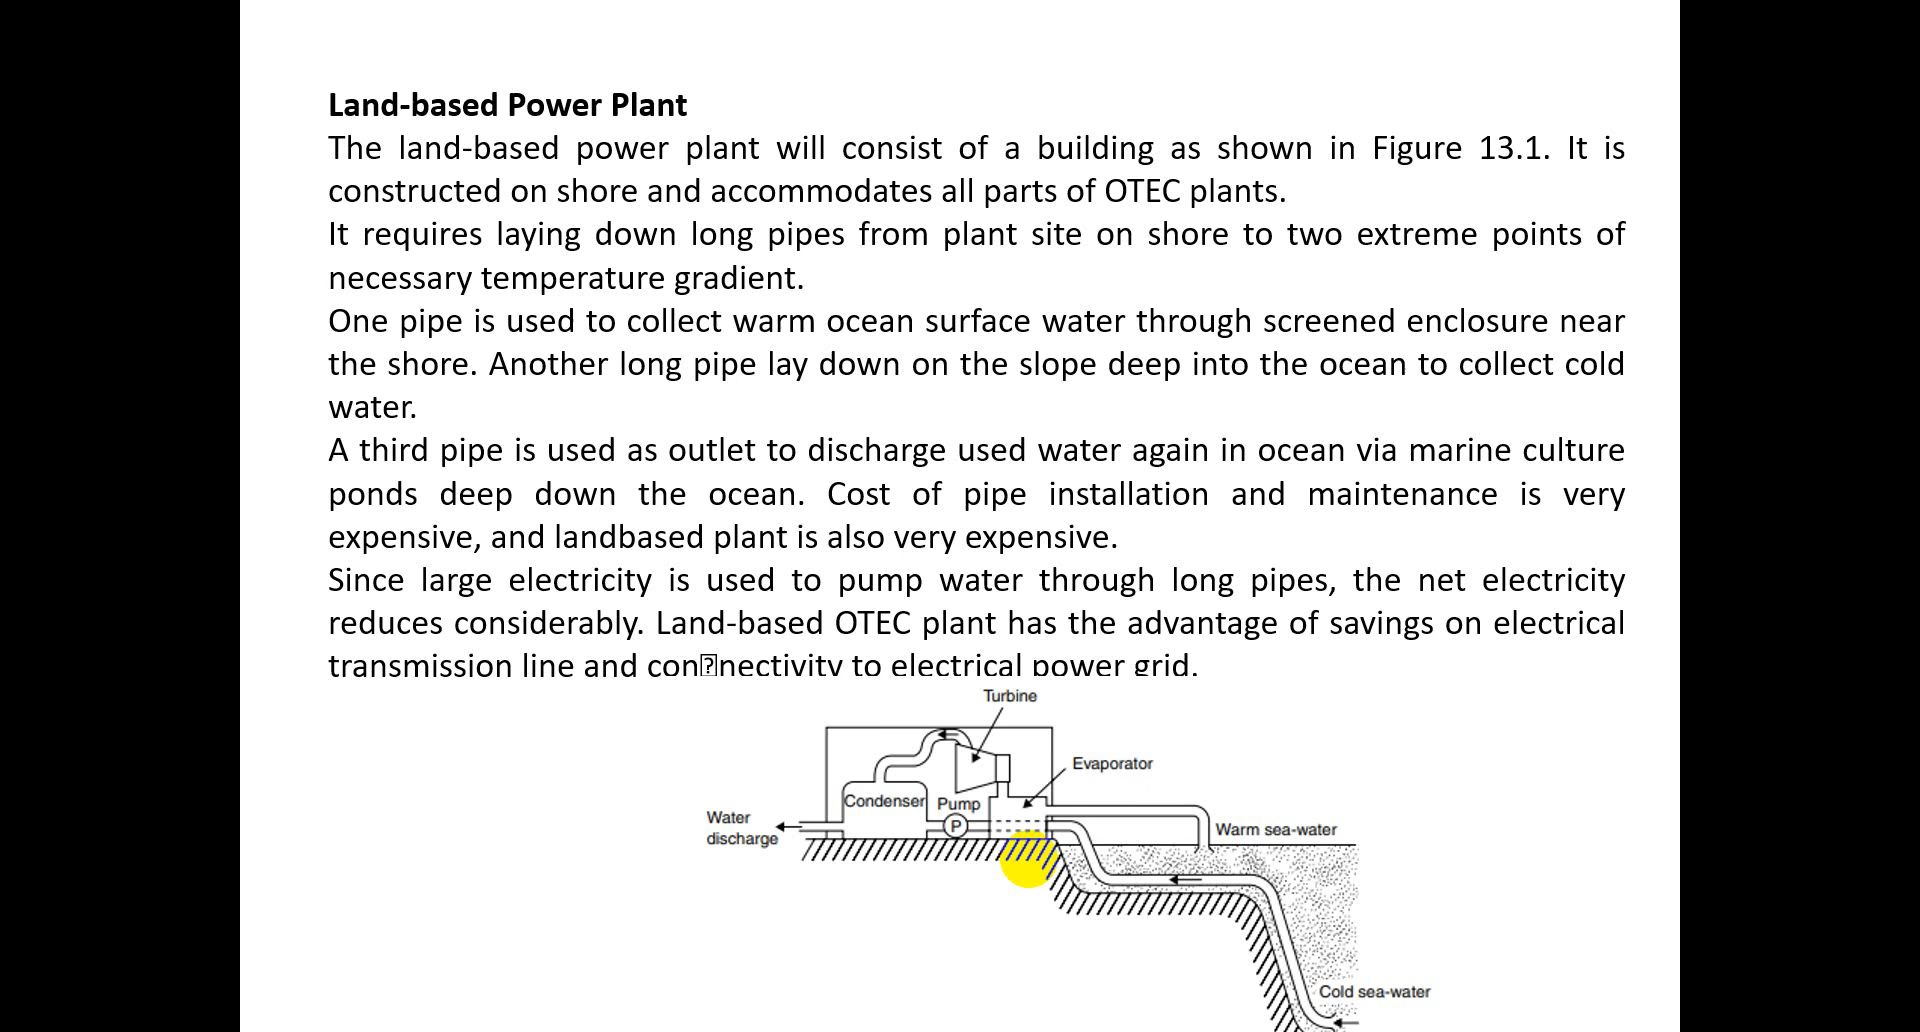 Land-based Power Plant
The land-based power plant will consist of a building as shown in Figure 13.1. It is
constructed on shore and accommodates all parts of OTEC plants.
It requires laying down long pipes from plant site on shore to two extreme points of
necessary temperature gradient.
One pipe is used to collect warm ocean surface water through screened enclosure near
the shore. Another long pipe lay down on the slope deep into the ocean to collect cold
water.
A third pipe is used as outlet to discharge used water again in ocean via marine culture
ponds deep down the ocean. Cost of pipe installation and maintenance is very
expensive, and landbased plant is also very expensive.
Since large electricity is used to pump water through long pipes, the net electricity
reduces considerably. Land-based OTEC plant has the advantage of savings on electrical
transmission line and con�nectivity to electrical power grid.
Turbine
Evaporator
Condenser
Pump
P
Water
discharge
Warm sea-water
Cold sea-water